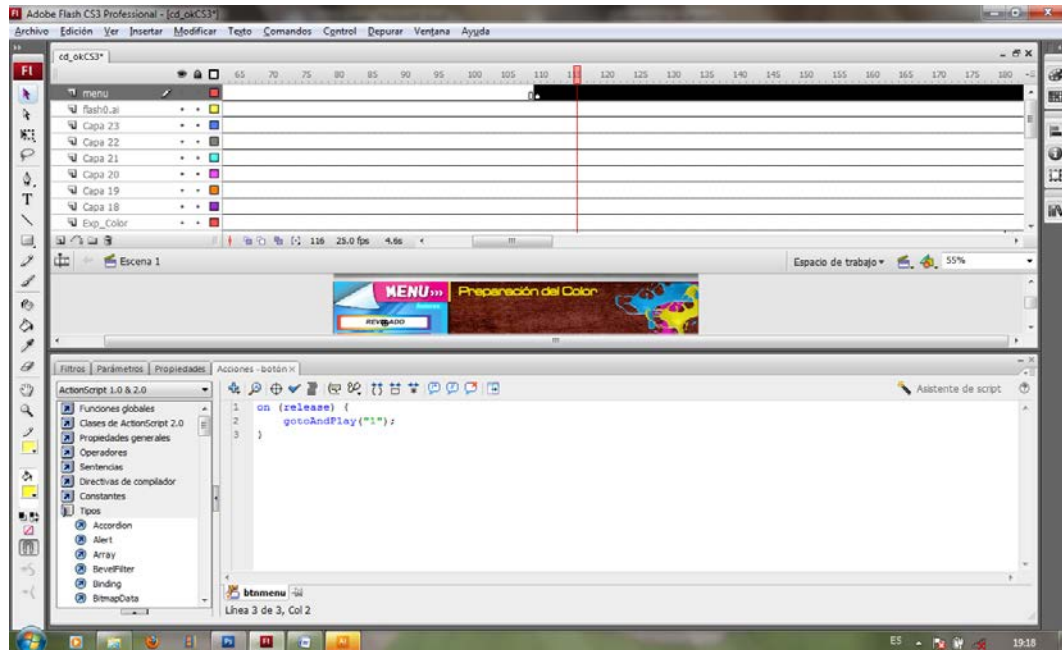 Adobe Flash CS3 Professional - [cd_okCS3*]
Archivo Edición Ver Insertar Modificar Texto Comandos Control Depurar Ventana Ayuda
cd_okCS3*
65 70 75 80 85 90 95 100 105 110 115 120 125 130 135 140 145 150 155 160 165 170 175 180
menu
flash0.ai
Capa 23
Capa 22
Capa 21
Capa 20
Capa 19
Capa 18
Exp_Color
116 25.0 fps 4.6s
Escena 1 Espacio de trabajo 55%
MENU››› Preparación del Color
Filtros Parámetros Propiedades Acciones - botón ×
ActionScript 1.0 & 2.0 Asistente de script
Funciones globales
Clases de ActionScript 2.0
Propiedades generales
Operadores
Sentencias
Directivas de compilador
Constantes
Tipos
Accordion
Alert
Array
BevelFilter
Binding
BitmapData
1 on (release) {
2 gotoAndPlay("1");
3 }
btnmenu
Línea 3 de 3, Col 2
ES 19:18